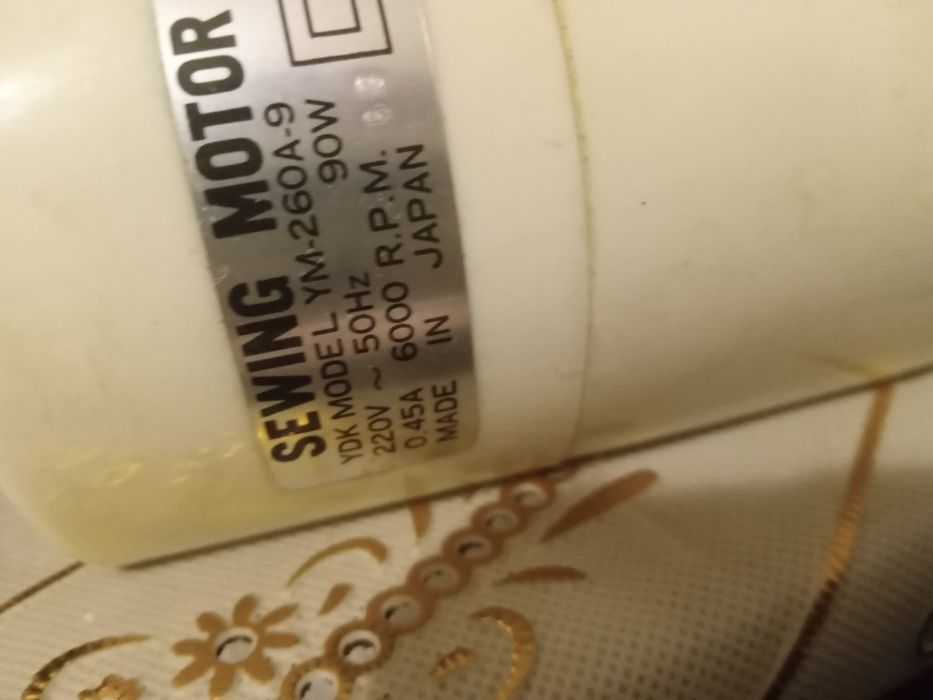 SEWING MOTOR
YDK MODEL YM-260A-9
220V ~ 50Hz 90W
0.45A 6000 R.P.M.
MADE IN JAPAN